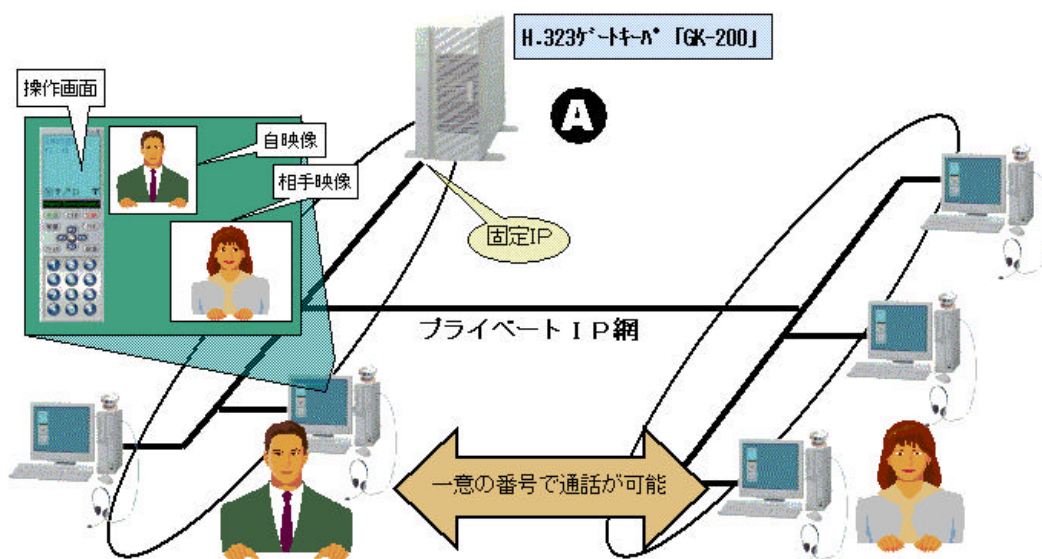 H.323ｹﾞｰﾄｷｰﾊﾟ「GK-200」
A
操作画面
自映像
相手映像
固定IP
プライベートＩＰ網
一意の番号で通話が可能